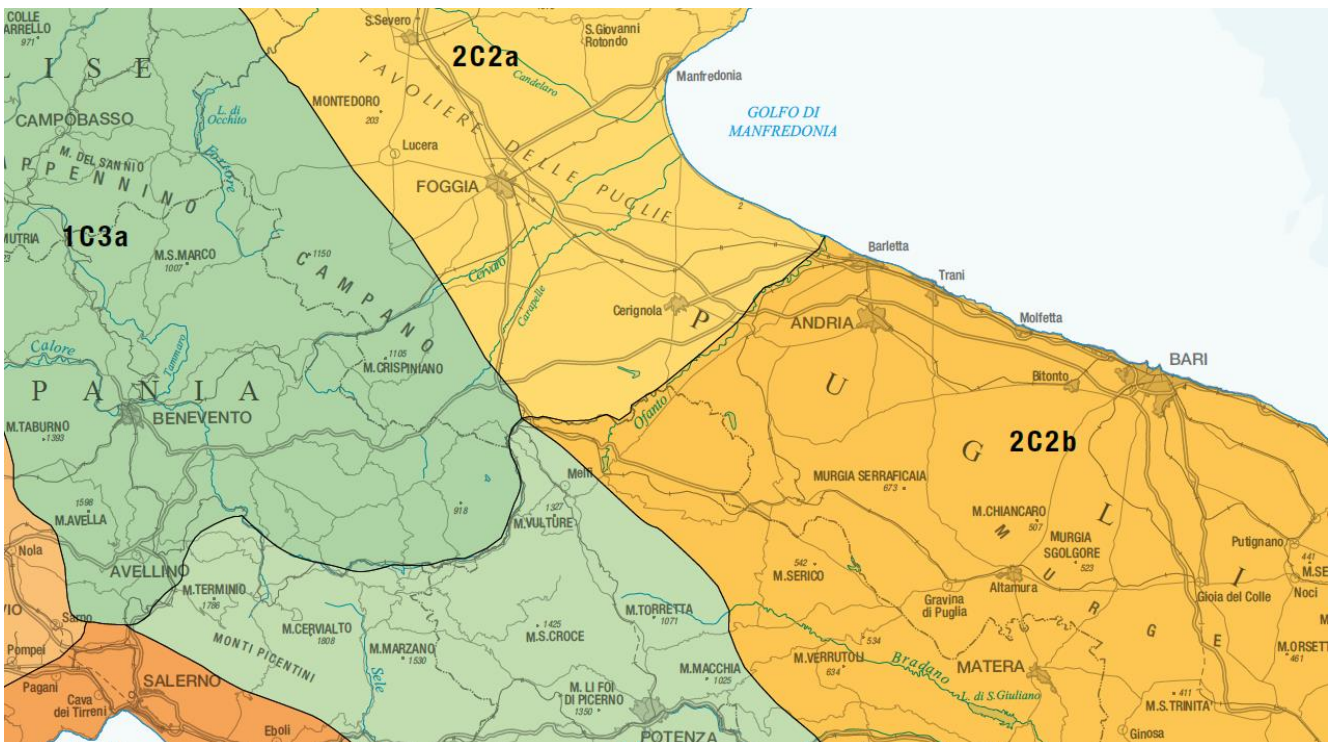 COLLE
ARRELLO
971
L I S E
CAMPOBASSO
M. DEL SANNIO
A P P E N N I N O
L. di
Occhito
Fortore
MUTRIA
23
1C3a
M.S.MARCO
1007
1150
C A M P A N O
1105
M.CRISPINIANO
Calore
Tammaro
P A N I A
BENEVENTO
M.TABURNO
1393
1598
M.AVELLA
918
AVELLINO
Nola
VIO
Sarno
Pompei
Pagani
Cava
dei Tirreni
SALERNO
Eboli
M.TERMINIO
1786
M.CERVIALTO
1808
MONTI PICENTINI
M.MARZANO
1530
Sele
1425
M.S.CROCE
M. LI FOI
DI PICERNO
1350
POTENZA
M.MACCHIA
1025
M.TORRETTA
1071
1327
M.VULTURE
Melfi
S.Severo
2C2a
S.Giovanni
Rotondo
Candelaro
Manfredonia
MONTEDORO
203
TAVOLIERE DELLE PUGLIE
Lucera
FOGGIA
GOLFO DI
MANFREDONIA
2
Cervaro
Carapelle
Cerignola
P U G L I
Barletta
Trani
ANDRIA
Molfetta
BARI
Bitonto
Ofanto
2C2b
MURGIA SERRAFICAIA
673
M.CHIANCARO
507
MURGIA
SGOLGORE
523
M U R G E
Putignano
441
M.SE
Noci
Gioia del Colle
M.ORSETT
461
542
M.SERICO
Gravina
di Puglia
Altamura
534
M.VERRUTOLI
634
Bradano
MATERA
L. di S.Giuliano
411
M.S.TRINITA'
Ginosa